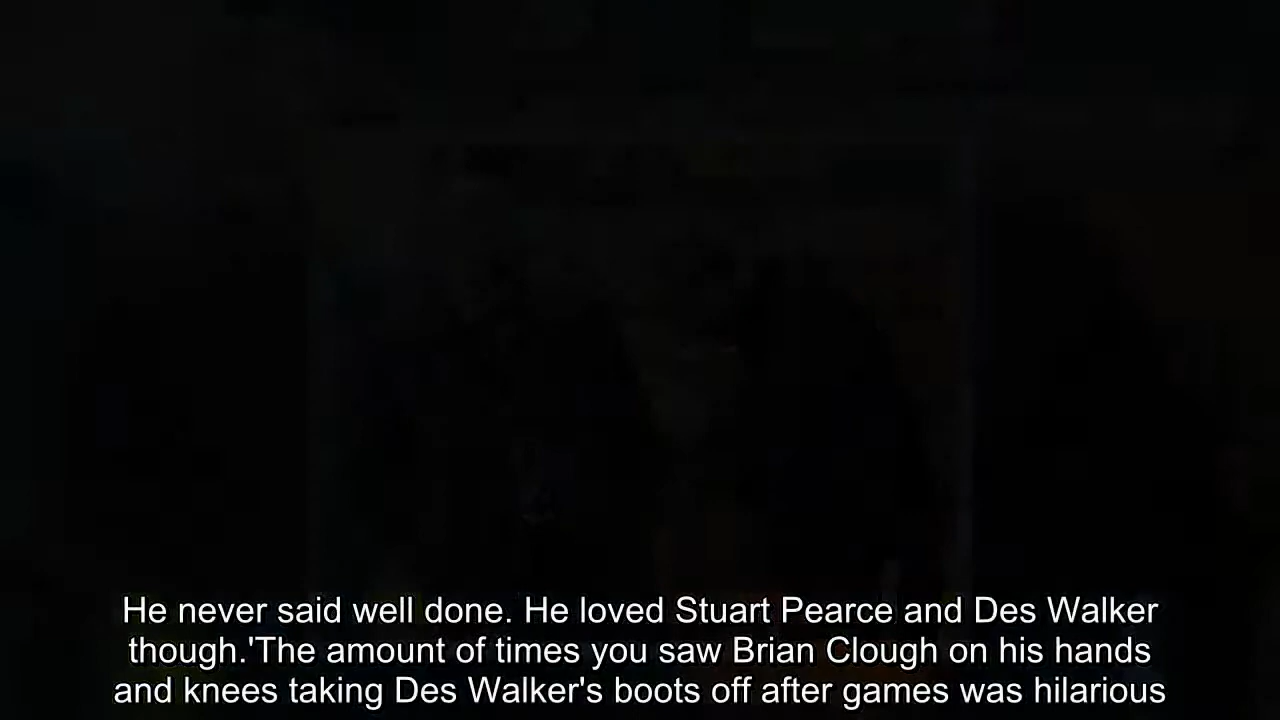 He never said well done. He loved Stuart Pearce and Des Walker
though.'The amount of times you saw Brian Clough on his hands
and knees taking Des Walker's boots off after games was hilarious